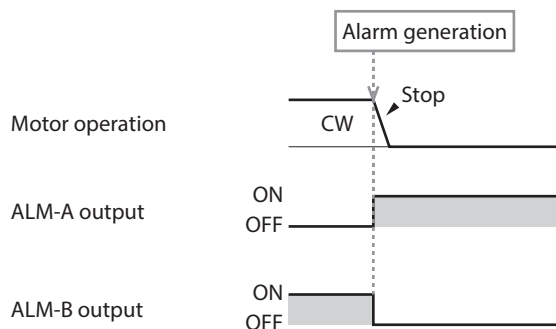 Alarm generation
Stop
Motor operation
CW
ALM-A output
ON
OFF
ALM-B output
ON
OFF